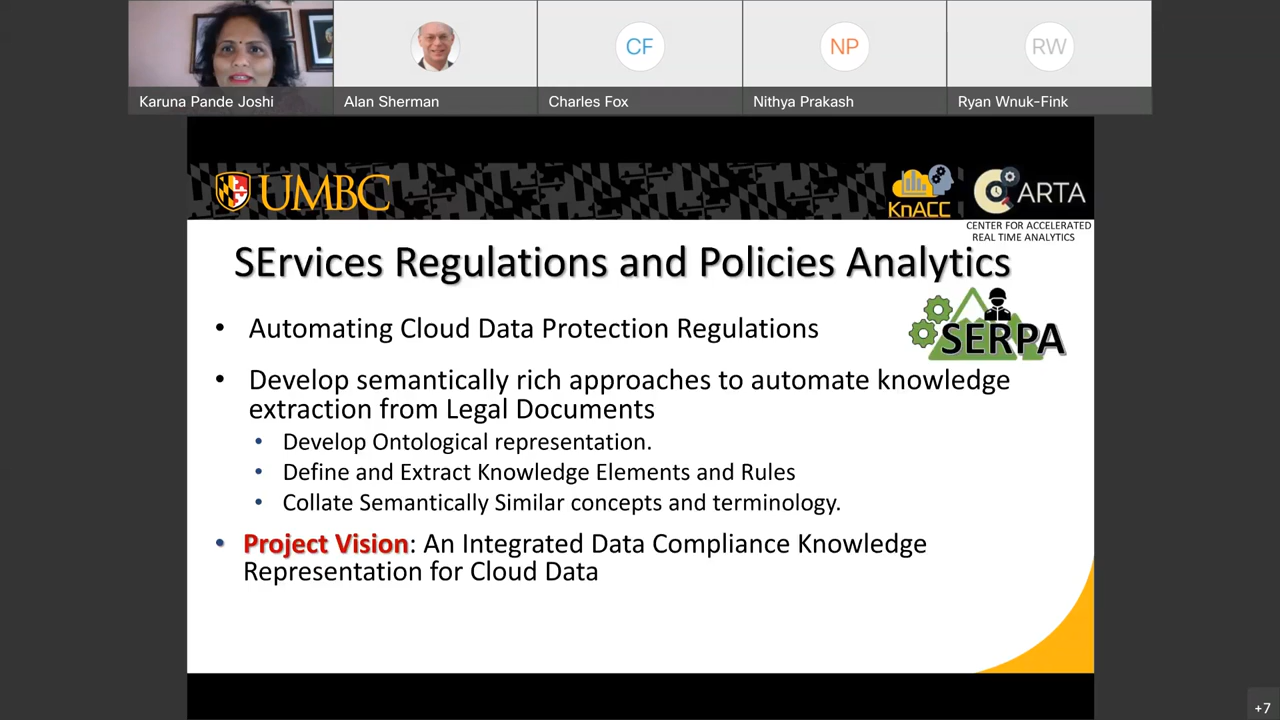 CF
NP
RW
Karuna Pande Joshi
Alan Sherman
Charles Fox
Nithya Prakash
Ryan Wnuk-Fink
UMBC
KnACC
CARTA
CENTER FOR ACCELERATED
REAL TIME ANALYTICS
SErvices Regulations and Policies Analytics
• Automating Cloud Data Protection Regulations
SERPA
• Develop semantically rich approaches to automate knowledge
extraction from Legal Documents
• Develop Ontological representation.
• Define and Extract Knowledge Elements and Rules
• Collate Semantically Similar concepts and terminology.
• Project Vision: An Integrated Data Compliance Knowledge
Representation for Cloud Data
+7